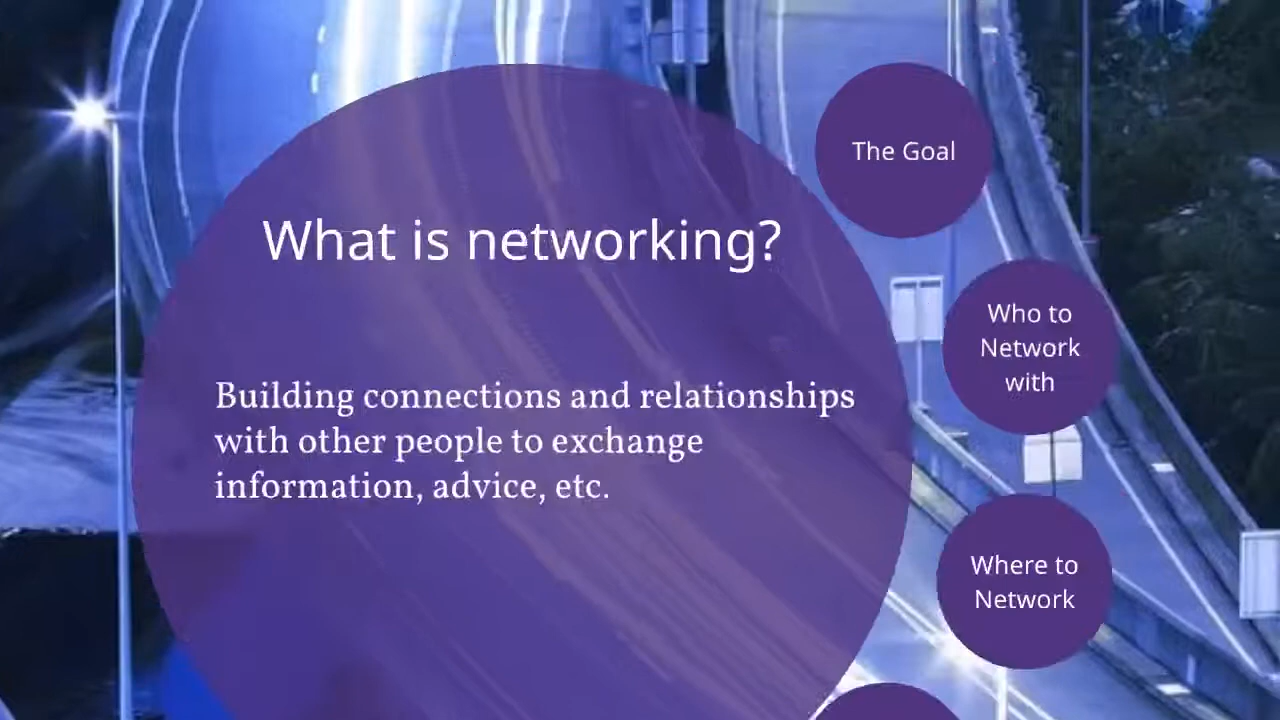 What is networking?
Building connections and relationships
with other people to exchange
information, advice, etc.
The Goal
Who to
Network
with
Where to
Network